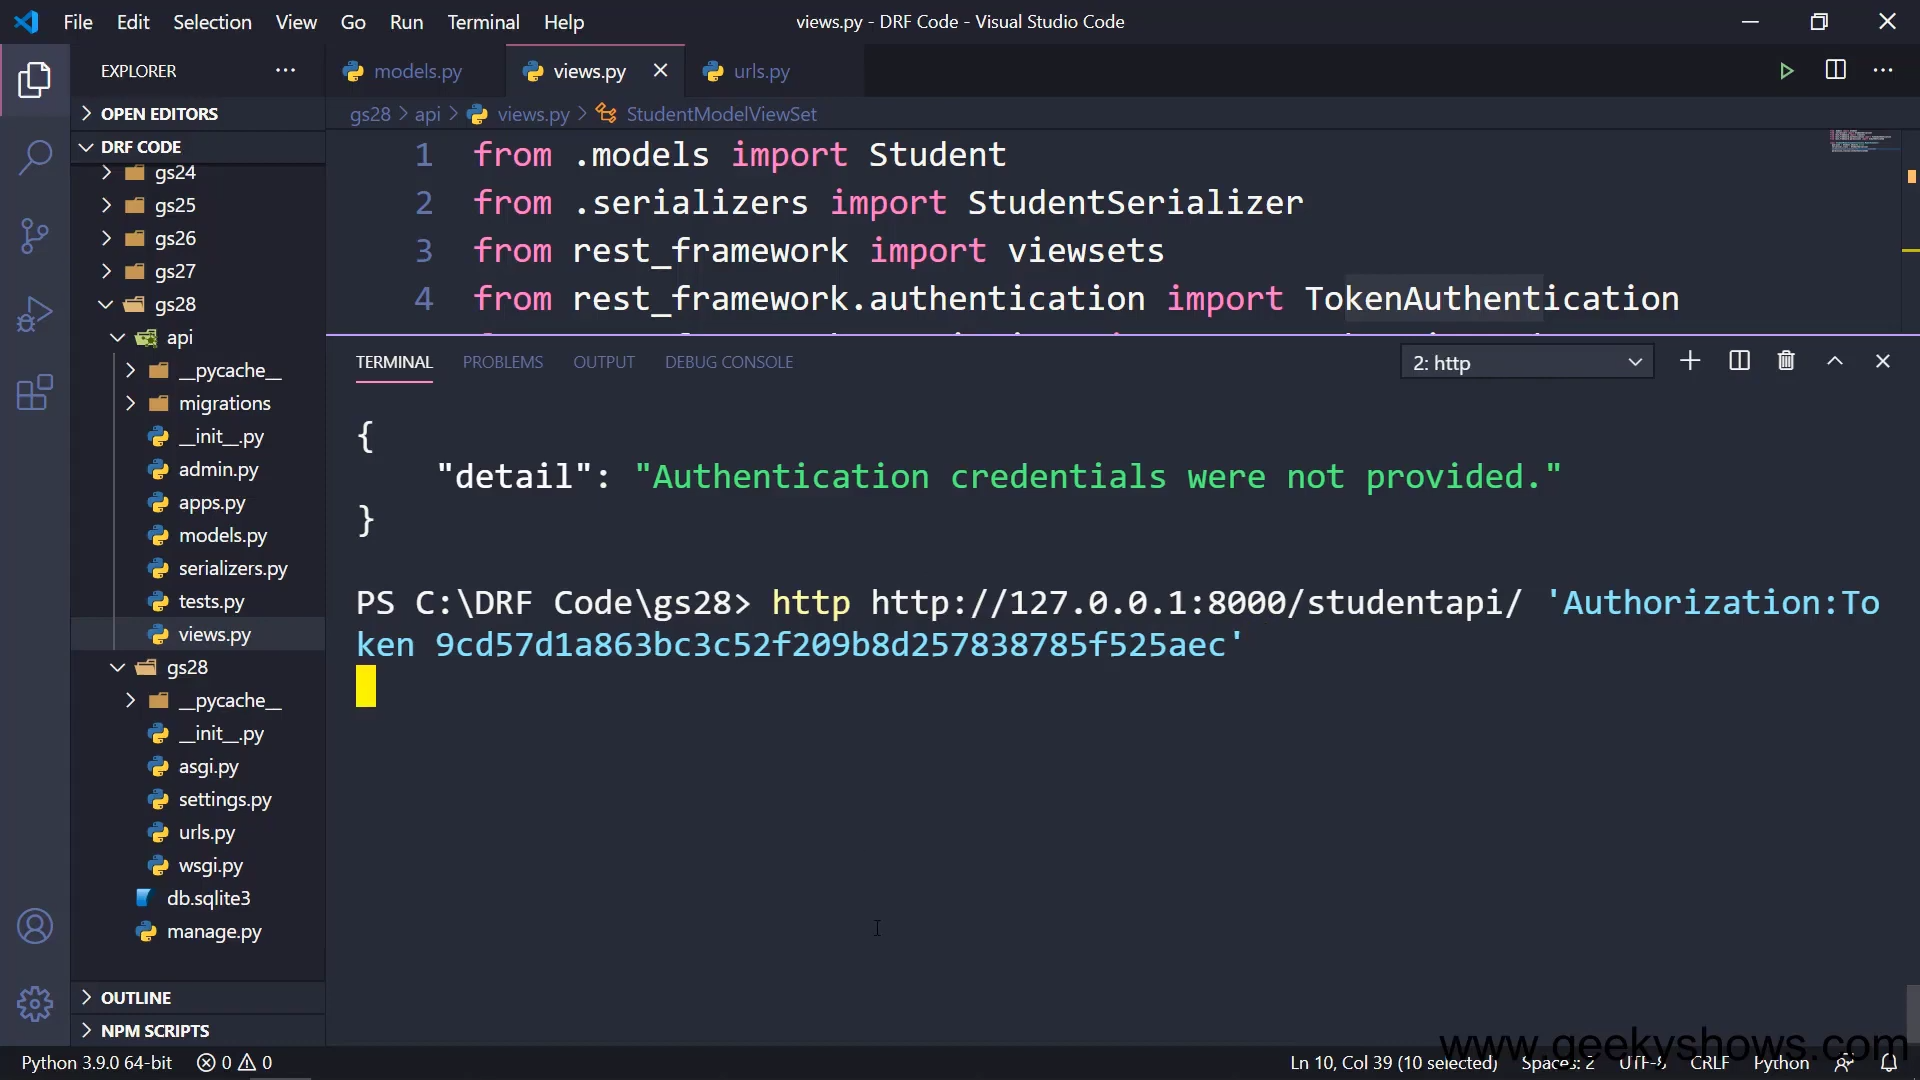 File Edit Selection View Go Run Terminal Help
views.py - DRF Code - Visual Studio Code
EXPLORER
models.py
views.py
urls.py
OPEN EDITORS
gs28 > api > views.py > StudentModelViewSet
DRF CODE
gs24
gs25
gs26
gs27
gs28
api
__pycache__
migrations
__init__.py
admin.py
apps.py
models.py
serializers.py
tests.py
views.py
gs28
__pycache__
__init__.py
asgi.py
settings.py
urls.py
wsgi.py
db.sqlite3
manage.py
OUTLINE
NPM SCRIPTS
1 from .models import Student
2 from .serializers import StudentSerializer
3 from rest_framework import viewsets
4 from rest_framework.authentication import TokenAuthentication
TERMINAL PROBLEMS OUTPUT DEBUG CONSOLE
2: http
{
"detail": "Authentication credentials were not provided."
}
PS C:\DRF Code\gs28> http http://127.0.0.1:8000/studentapi/ 'Authorization:To
ken 9cd57d1a863bc3c52f209b8d257838785f525aec'
www.geekyshows.com
Python 3.9.0 64-bit 0 0
Ln 10, Col 39 (10 selected) Spaces: 2 UTF-8 CRLF Python